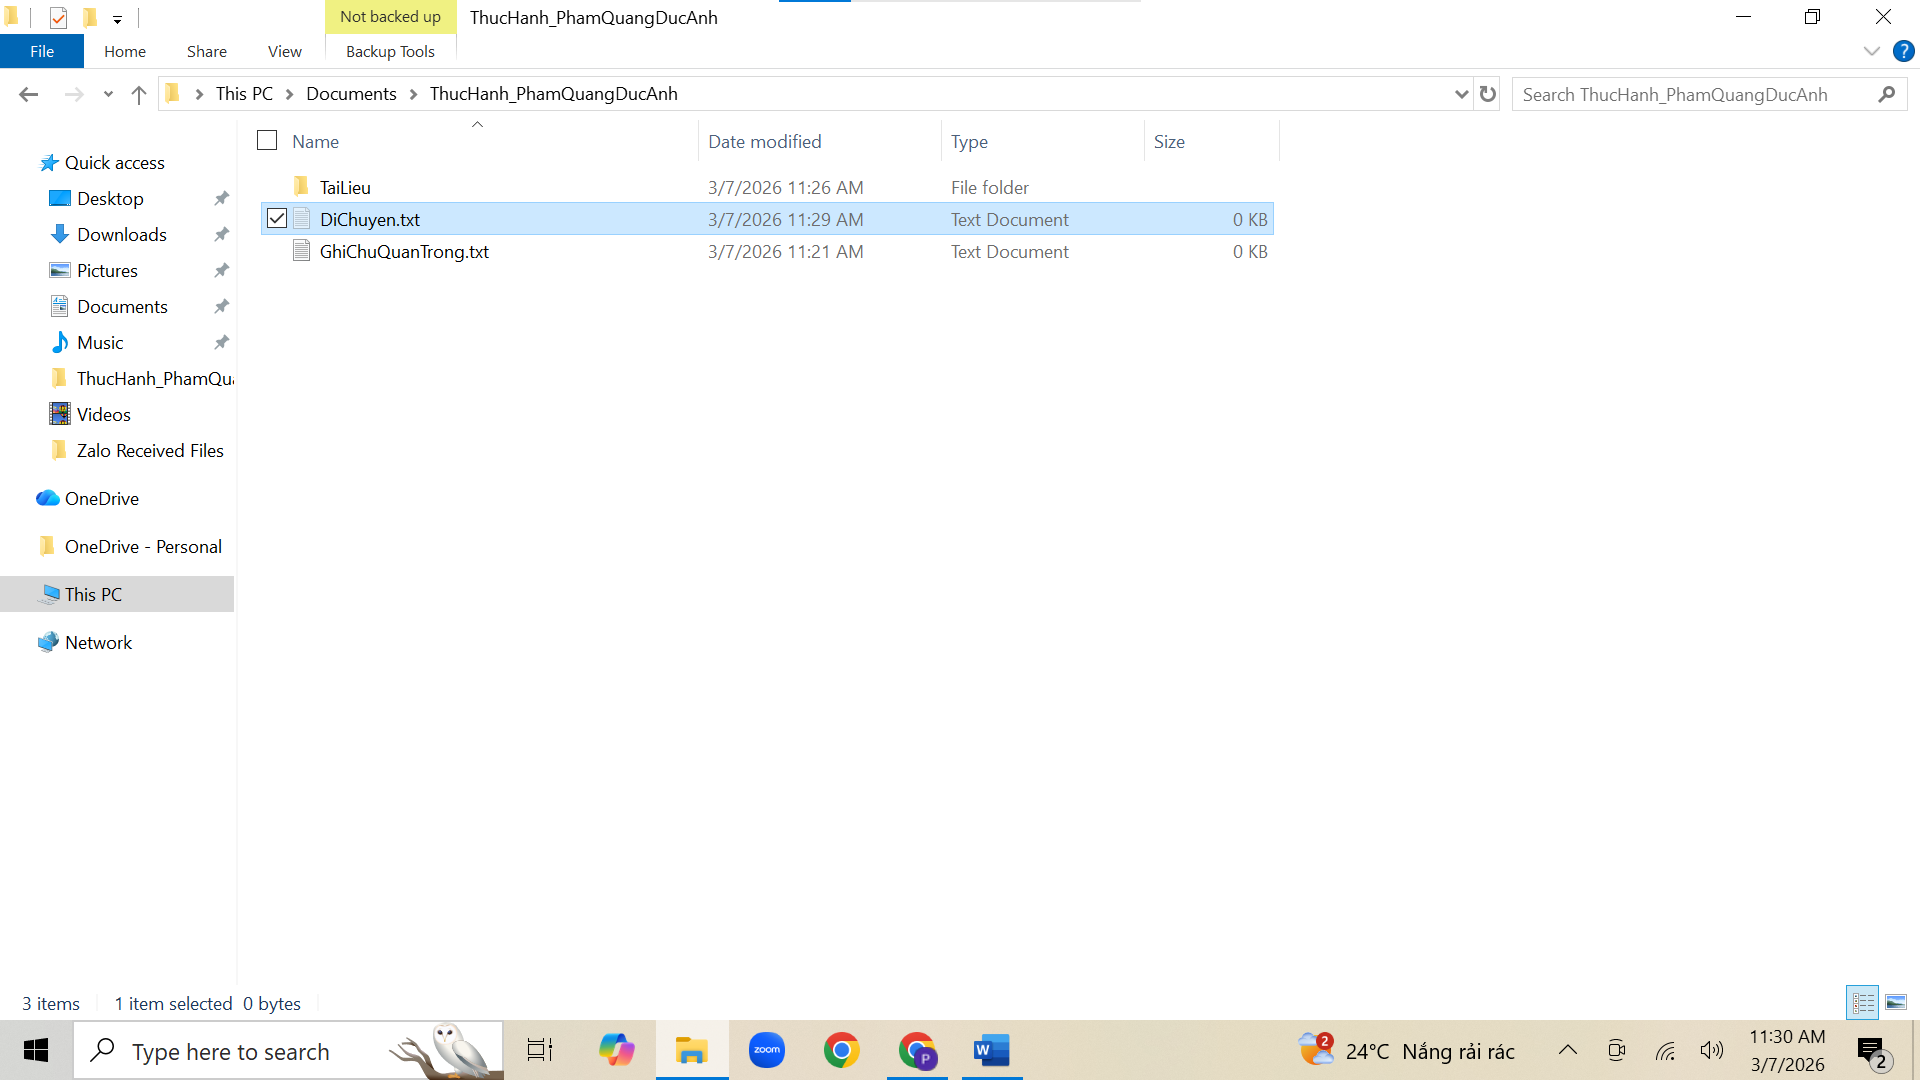 Not backed up
ThucHanh_PhamQuangDucAnh
File
Home
Share
View
Backup Tools
?
This PC
Documents
ThucHanh_PhamQuangDucAnh
Search ThucHanh_PhamQuangDucAnh
Name
Date modified
Type
Size
TaiLieu
3/7/2026 11:26 AM
File folder
DiChuyen.txt
3/7/2026 11:29 AM
Text Document
0 KB
GhiChuQuanTrong.txt
3/7/2026 11:21 AM
Text Document
0 KB
Quick access
Desktop
Downloads
Pictures
Documents
Music
ThucHanh_PhamQu
Videos
Zalo Received Files
OneDrive
OneDrive - Personal
This PC
Network
3 items
1 item selected
0 bytes
Type here to search
zoom
P
W
2
24°C
Nắng rải rác
11:30 AM
3/7/2026
2